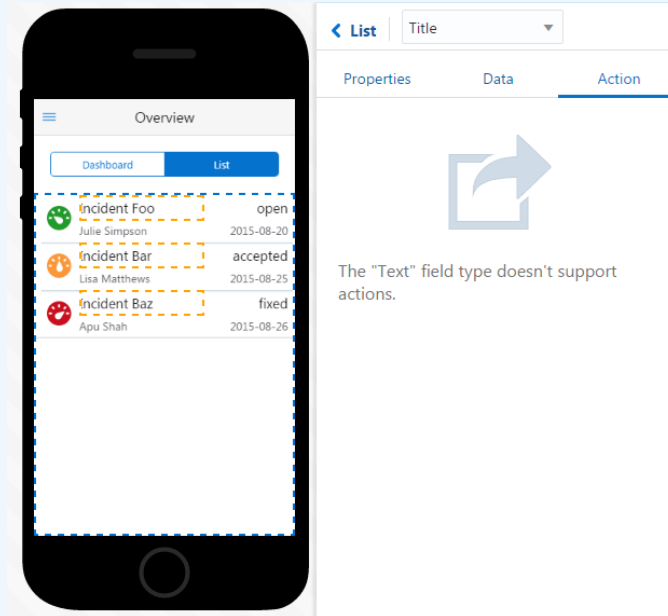 List
Title
Properties
Data
Action
Overview
Dashboard
List
Incident Foo
open
Julie Simpson
2015-08-20
Incident Bar
accepted
Lisa Matthews
2015-08-25
Incident Baz
fixed
Apu Shah
2015-08-26
The "Text" field type doesn't support
actions.